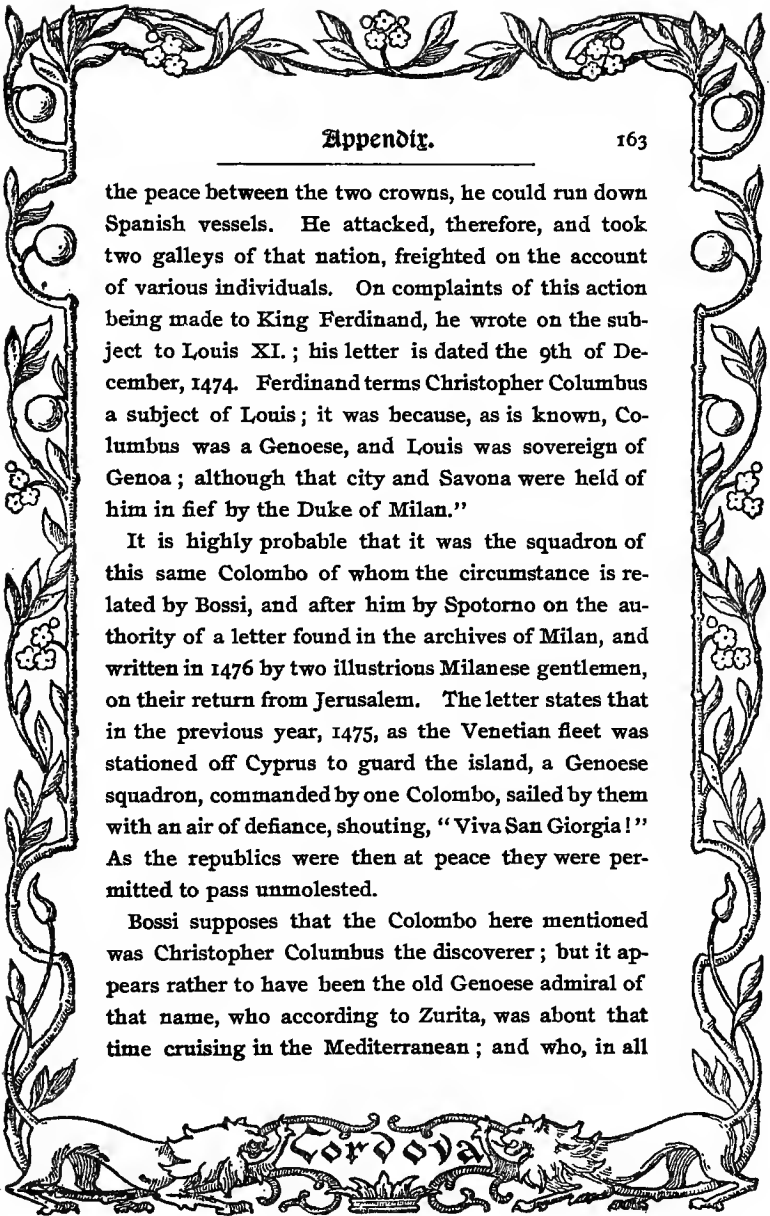 Appendix.
163
the peace between the two crowns, he could run down
Spanish vessels. He attacked, therefore, and took
two galleys of that nation, freighted on the account
of various individuals. On complaints of this action
being made to King Ferdinand, he wrote on the sub-
ject to Louis XI. ; his letter is dated the 9th of De-
cember, 1474. Ferdinand terms Christopher Columbus
a subject of Louis ; it was because, as is known, Co-
lumbus was a Genoese, and Louis was sovereign of
Genoa ; although that city and Savona were held of
him in fief by the Duke of Milan."
It is highly probable that it was the squadron of
this same Colombo of whom the circumstance is re-
lated by Bossi, and after him by Spotorno on the au-
thority of a letter found in the archives of Milan, and
written in 1476 by two illustrious Milanese gentlemen,
on their return from Jerusalem. The letter states that
in the previous year, 1475, as the Venetian fleet was
stationed off Cyprus to guard the island, a Genoese
squadron, commanded by one Colombo, sailed by them
with an air of defiance, shouting, "Viva San Giorgia!"
As the republics were then at peace they were per-
mitted to pass unmolested.
Bossi supposes that the Colombo here mentioned
was Christopher Columbus the discoverer ; but it ap-
pears rather to have been the old Genoese admiral of
that name, who according to Zurita, was about that
time cruising in the Mediterranean ; and who, in all
Cordova